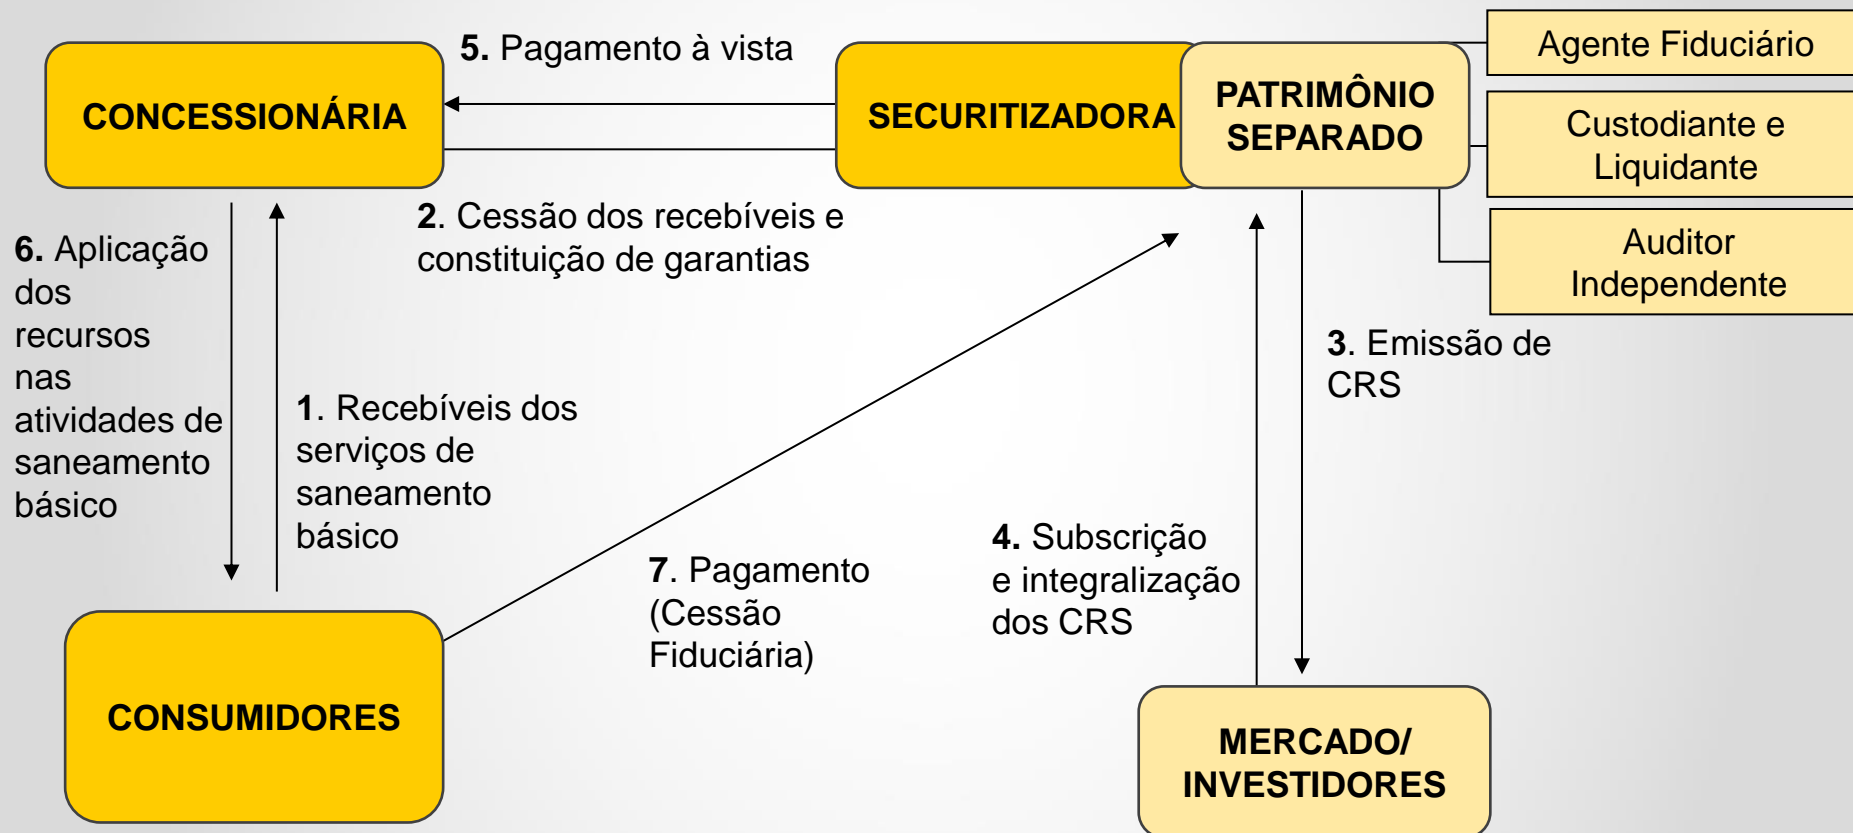 5. Pagamento à vista
CONCESSIONÁRIA
SECURITIZADORA
PATRIMÔNIO
SEPARADO
Agente Fiduciário
Custodiante e
Liquidante
Auditor
Independente
2. Cessão dos recebíveis e
constituição de garantias
6. Aplicação
dos
recursos
nas
atividades de
saneamento
básico
1. Recebíveis dos
serviços de
saneamento
básico
3. Emissão de
CRS
4. Subscrição
e integralização
dos CRS
7. Pagamento
(Cessão
Fiduciária)
CONSUMIDORES
MERCADO/
INVESTIDORES